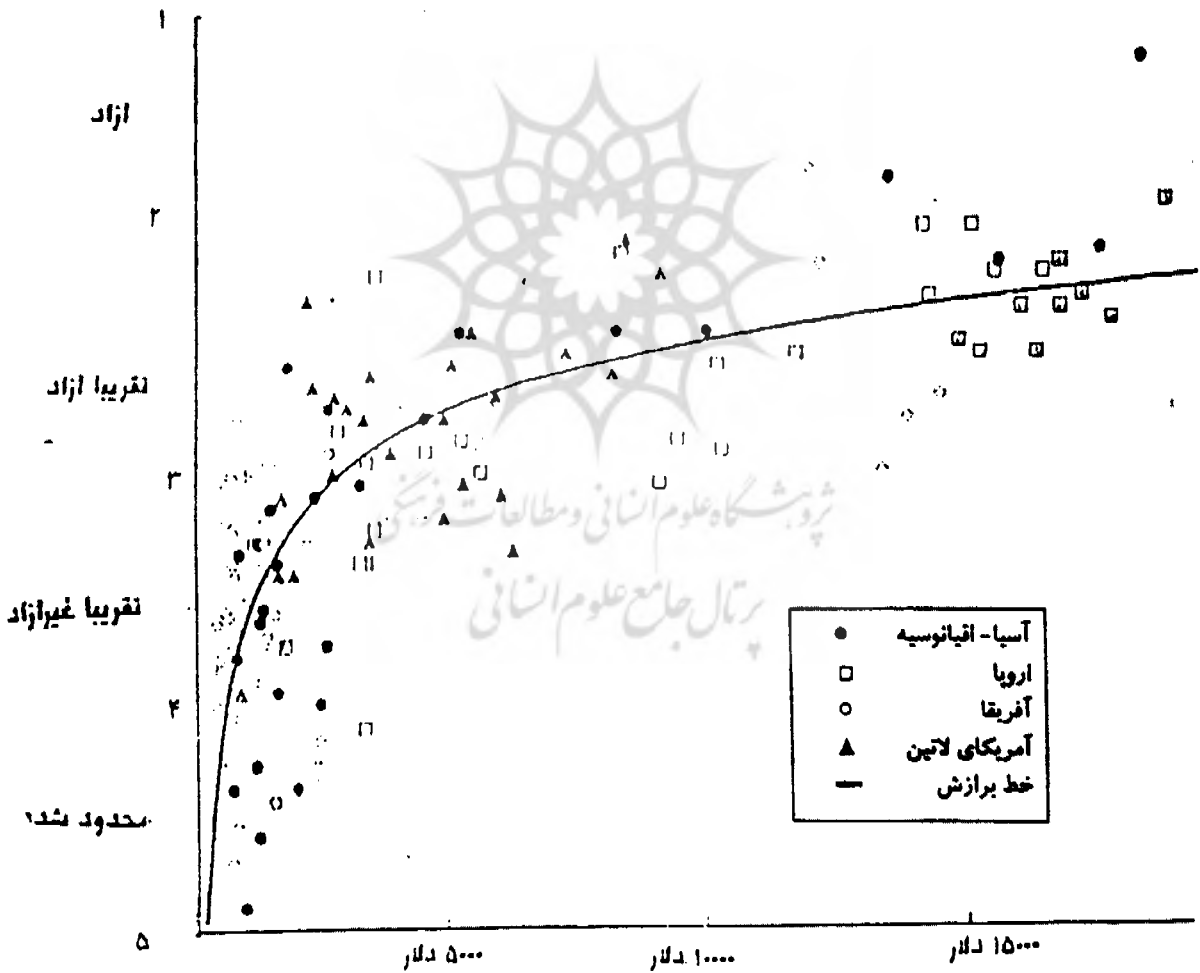 ۱
آزاد
۲
تقریبا آزاد
۳
تقریبا غیرآزاد
۴
محدود شده
۵
۵۰۰۰ دلار
۱۰۰۰۰ دلار
۱۵۰۰۰ دلار
آسیا - اقیانوسیه
اروپا
آفریقا
آمریکای لاتین
خط برازش
پژوهشگاه علوم انسانی و مطالعات فرهنگی
پرتال جامع علوم انسانی